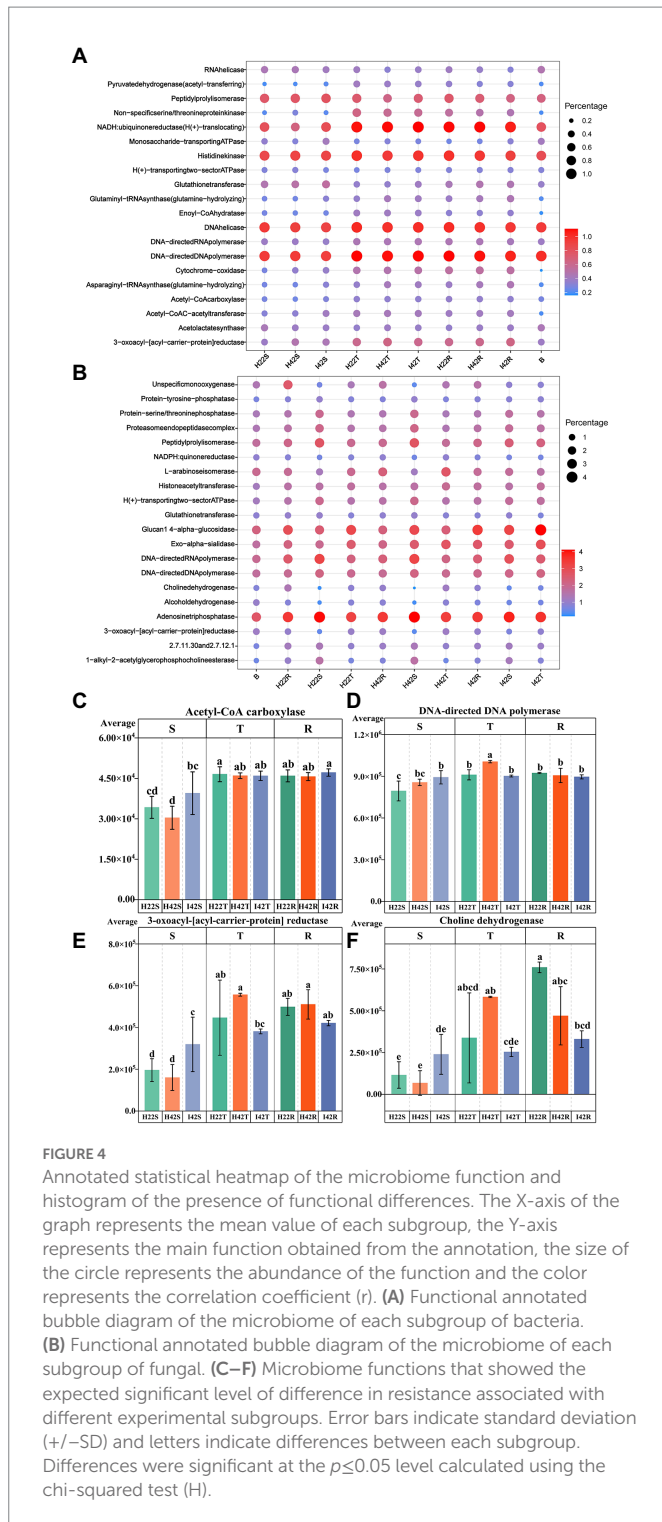 A
RNAhelicase
Pyruvatedehydrogenase(acetyl-transferring)
Peptidylprolylisomerase
Non-specificserine/threonineproteinkinase
NADH:ubiquinonereductase(H(+)-translocating)
Monosaccharide-transportingATPase
Histidinekinase
H(+)-transportingtwo-sectorATPase
Glutathionetransferase
Glutaminyl-tRNAsynthase(glutamine-hydrolyzing)
Enoyl-CoAhydratase
DNAhelicase
DNA-directedRNApolymerase
DNA-directedDNApolymerase
Cytochrome-coxidase
Asparaginyl-tRNAsynthase(glutamine-hydrolyzing)
Acetyl-CoAcarboxylase
Acetyl-CoAC-acetyltransferase
Acetolactatesynthase
3-oxoacyl-[acyl-carrier-protein]reductase
H22S H42S I42S H22T H42T I42T H22R H42R I42R B
Percentage
0.2
0.4
0.6
0.8
1.0
1.0
0.8
0.6
0.4
0.2
B
Unspecificmonooxygenase
Protein-tyrosine-phosphatase
Protein-serine/threoninephosphatase
Proteasomeendopeptidasecomplex
Peptidylprolylisomerase
NADPH:quinonereductase
L-arabinoseisomerase
Histoneacetyltransferase
H(+)-transportingtwo-sectorATPase
Glutathionetransferase
Glucan1 4-alpha-glucosidase
Exo-alpha-sialidase
DNA-directedRNApolymerase
DNA-directedDNApolymerase
Cholinedehydrogenase
Alcoholdehydrogenase
Adenosinetriphosphatase
3-oxoacyl-[acyl-carrier-protein]reductase
2.7.11.30and2.7.12.1
1-alkyl-2-acetylglycerophosphocholineesterase
B H22R H22S H22T H42R H42S H42T I42R I42S I42T
Percentage
1
2
3
4
4
3
2
1
C
Acetyl-CoA carboxylase
Average
S T R
6.00×10⁴
4.50×10⁴
3.00×10⁴
1.50×10⁴
0.00
cd d bc a ab ab ab ab a
H22S H42S I42S H22T H42T I42T H22R H42R I42R
D
DNA-directed DNA polymerase
Average
S T R
1.2×10⁶
9.0×10⁵
6.0×10⁵
3.0×10⁵
0.0
c bc b b a b b b b
H22S H42S I42S H22T H42T I42T H22R H42R I42R
E
3-oxoacyl-[acyl-carrier-protein] reductase
Average
S T R
8.0×10⁵
6.0×10⁵
4.0×10⁵
2.0×10⁵
0.0
d d c ab a bc a a ab
H22S H42S I42S H22T H42T I42T H22R H42R I42R
F
Choline dehydrogenase
Average
S T R
7.50×10⁵
5.00×10⁵
2.50×10⁵
0.00
e e de abcd ab cde a abc bcd
H22S H42S I42S H22T H42T I42T H22R H42R I42R
FIGURE 4
Annotated statistical heatmap of the microbiome function and
histogram of the presence of functional differences. The X-axis of the
graph represents the mean value of each subgroup, the Y-axis
represents the main function obtained from the annotation, the size of
the circle represents the abundance of the function and the color
represents the correlation coefficient (r). (A) Functional annotated
bubble diagram of the microbiome of each subgroup of bacteria.
(B) Functional annotated bubble diagram of the microbiome of each
subgroup of fungal. (C–F) Microbiome functions that showed the
expected significant level of difference in resistance associated with
different experimental subgroups. Error bars indicate standard deviation
(+/−SD) and letters indicate differences between each subgroup.
Differences were significant at the p≤0.05 level calculated using the
chi-squared test (H).